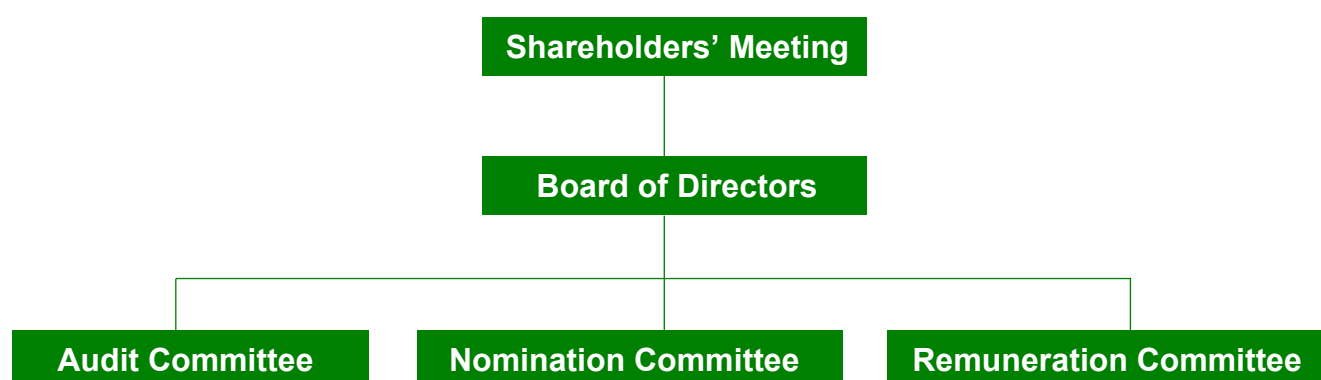 Shareholders’ Meeting
Board of Directors
Audit Committee
Nomination Committee
Remuneration Committee